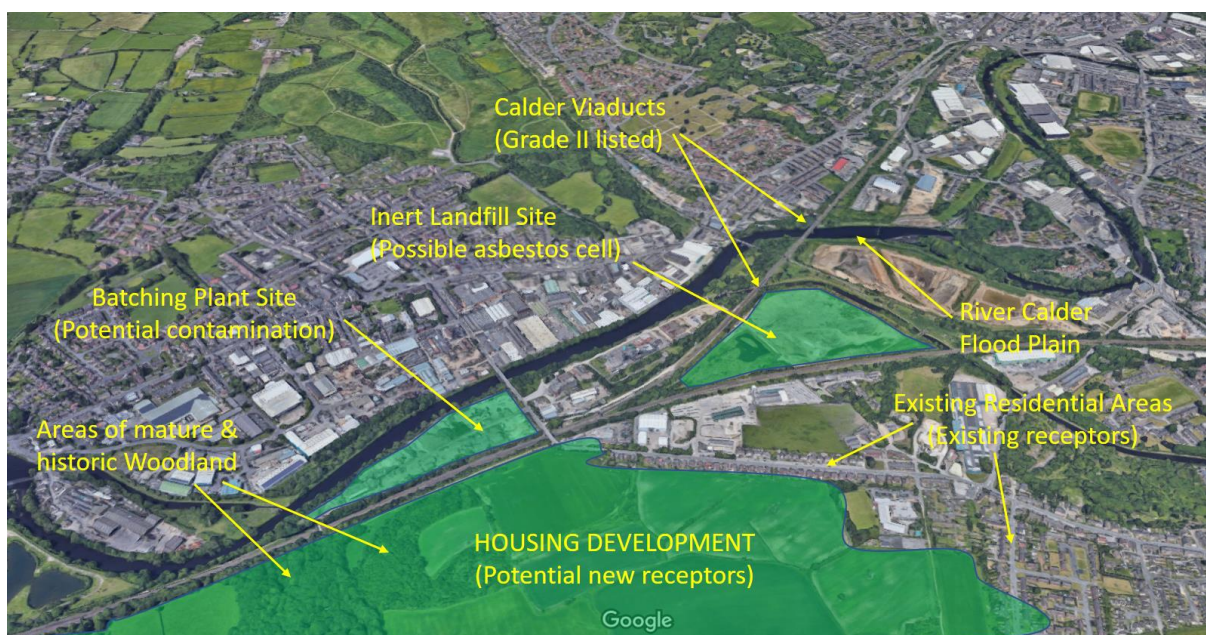 Calder Viaducts
(Grade II listed)
Inert Landfill Site
(Possible asbestos cell)
Batching Plant Site
(Potential contamination)
River Calder
Flood Plain
Existing Residential Areas
(Existing receptors)
Areas of mature &
historic Woodland
HOUSING DEVELOPMENT
(Potential new receptors)
Google